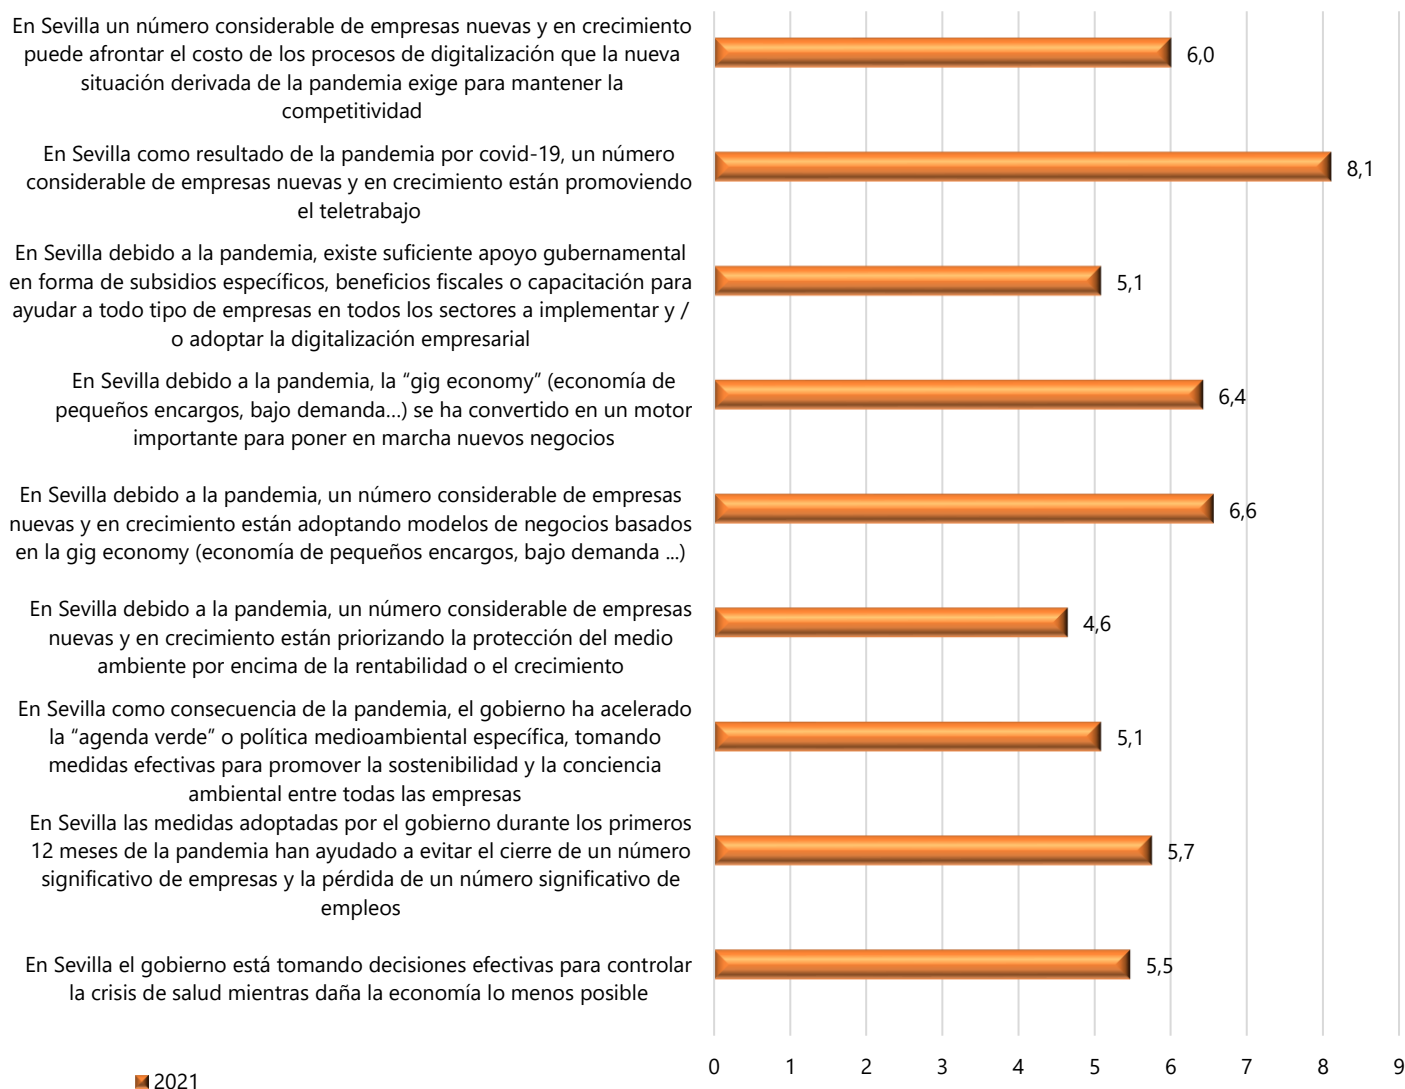 En Sevilla un número considerable de empresas nuevas y en crecimiento
puede afrontar el costo de los procesos de digitalización que la nueva
situación derivada de la pandemia exige para mantener la
competitividad
6,0
En Sevilla como resultado de la pandemia por covid-19, un número
considerable de empresas nuevas y en crecimiento están promoviendo
el teletrabajo
8,1
En Sevilla debido a la pandemia, existe suficiente apoyo gubernamental
en forma de subsidios específicos, beneficios fiscales o capacitación para
ayudar a todo tipo de empresas en todos los sectores a implementar y /
o adoptar la digitalización empresarial
5,1
En Sevilla debido a la pandemia, la “gig economy” (economía de
pequeños encargos, bajo demanda…) se ha convertido en un motor
importante para poner en marcha nuevos negocios
6,4
En Sevilla debido a la pandemia, un número considerable de empresas
nuevas y en crecimiento están adoptando modelos de negocios basados
en la gig economy (economía de pequeños encargos, bajo demanda ...)
6,6
En Sevilla debido a la pandemia, un número considerable de empresas
nuevas y en crecimiento están priorizando la protección del medio
ambiente por encima de la rentabilidad o el crecimiento
4,6
En Sevilla como consecuencia de la pandemia, el gobierno ha acelerado
la “agenda verde” o política medioambiental específica, tomando
medidas efectivas para promover la sostenibilidad y la conciencia
ambiental entre todas las empresas
5,1
En Sevilla las medidas adoptadas por el gobierno durante los primeros
12 meses de la pandemia han ayudado a evitar el cierre de un número
significativo de empresas y la pérdida de un número significativo de
empleos
5,7
En Sevilla el gobierno está tomando decisiones efectivas para controlar
la crisis de salud mientras daña la economía lo menos posible
5,5
0 1 2 3 4 5 6 7 8 9
2021